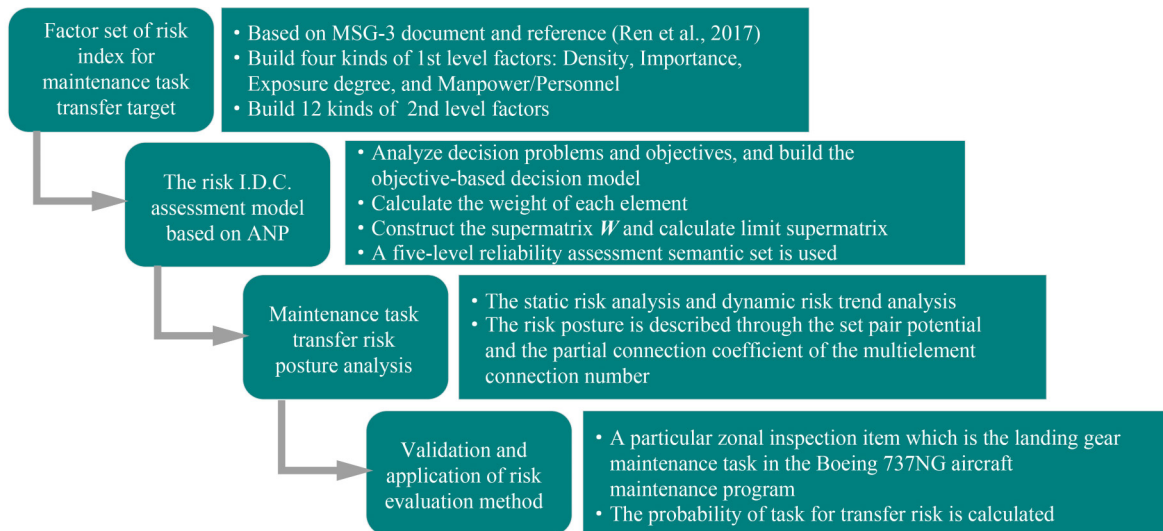 Factor set of risk
index for
maintenance task
transfer target
• Based on MSG-3 document and reference (Ren et al., 2017)
• Build four kinds of 1st level factors: Density, Importance,
Exposure degree, and Manpower/Personnel
• Build 12 kinds of 2nd level factors
The risk I.D.C.
assessment model
based on ANP
• Analyze decision problems and objectives, and build the
objective-based decision model
• Calculate the weight of each element
• Construct the supermatrix W and calculate limit supermatrix
• A five-level reliability assessment semantic set is used
Maintenance task
transfer risk
posture analysis
• The static risk analysis and dynamic risk trend analysis
• The risk posture is described through the set pair potential
and the partial connection coefficient of the multielement
connection number
Validation and
application of risk
evaluation method
• A particular zonal inspection item which is the landing gear
maintenance task in the Boeing 737NG aircraft
maintenance program
• The probability of task for transfer risk is calculated